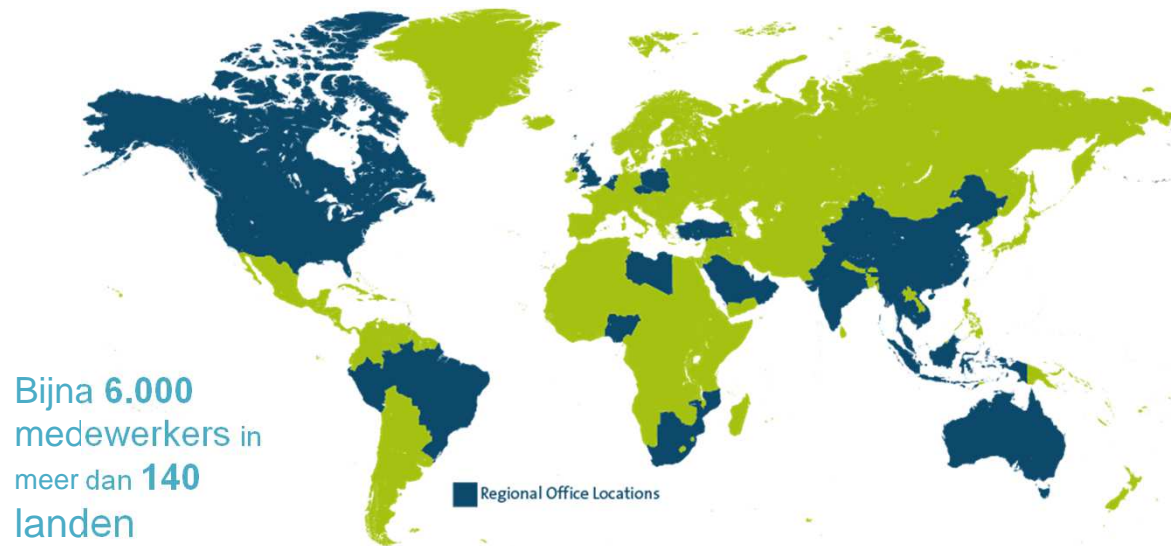 Bijna 6.000
medewerkers in
meer dan 140
landen
Regional Office Locations